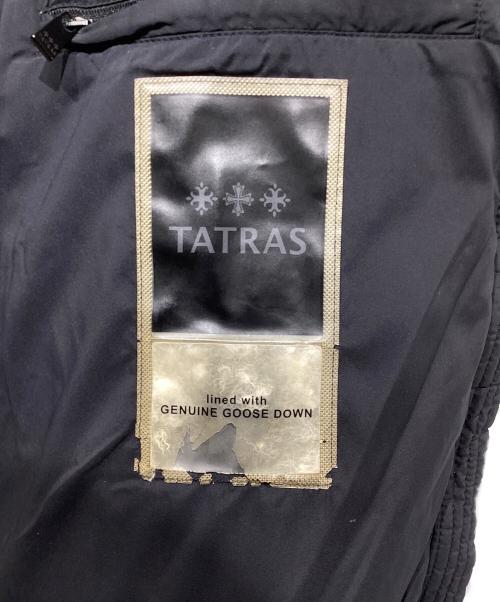 TATRAS
lined with
GENUINE GOOSE DOWN